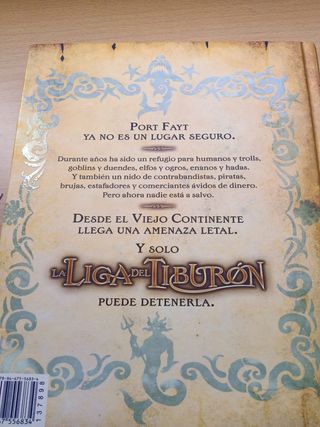 PORT FAYT
YA NO ES UN LUGAR SEGURO.
Durante años ha sido un refugio para humanos y trolls,
goblins y duendes, elfos y ogros, enanos y hadas.
Y también un nido de contrabandistas, piratas,
brujas, estafadores y comerciantes ávidos de dinero.
Pero ahora nadie está a salvo.
DESDE EL VIEJO CONTINENTE
LLEGA UNA AMENAZA LETAL.
Y SOLO
LA LIGA DEL TIBURÓN
PUEDE DETENERLA.
137898